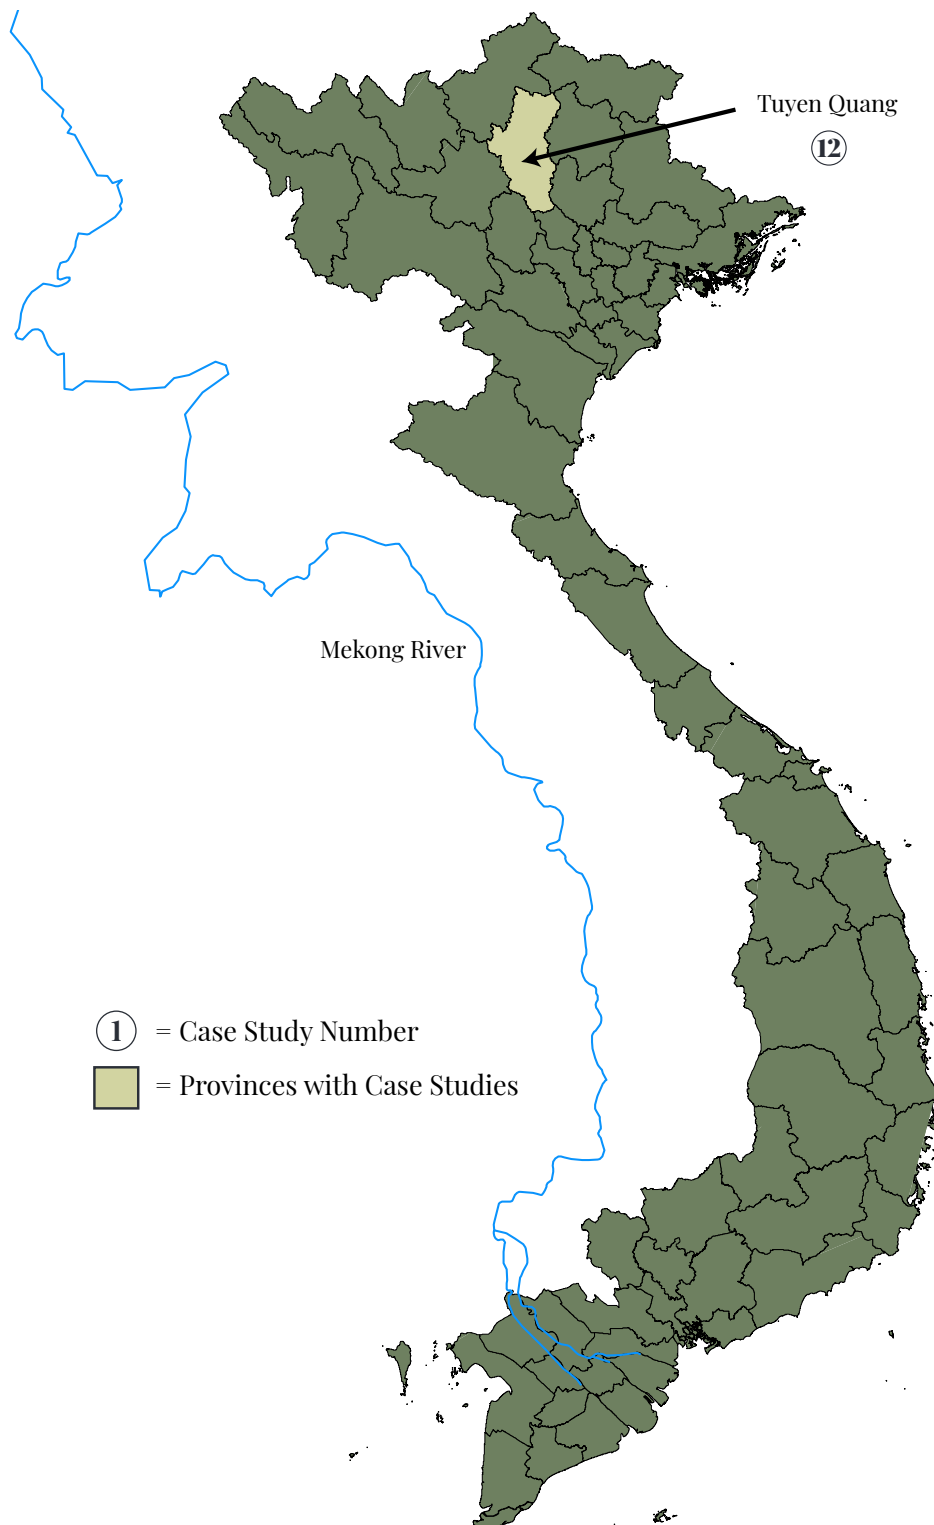 Tuyen Quang
12
Mekong River
1 = Case Study Number
= Provinces with Case Studies